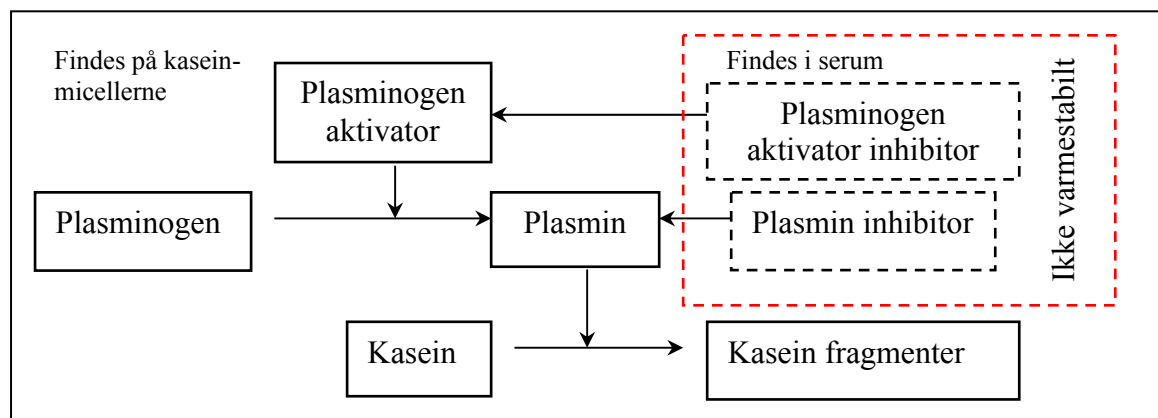 Findes på kasein-
micellerne
Plasminogen
aktivator
Findes i serum
Plasminogen
aktivator inhibitor
Ikke varmestabilt
Plasminogen
Plasmin
Plasmin inhibitor
Kasein
Kasein fragmenter